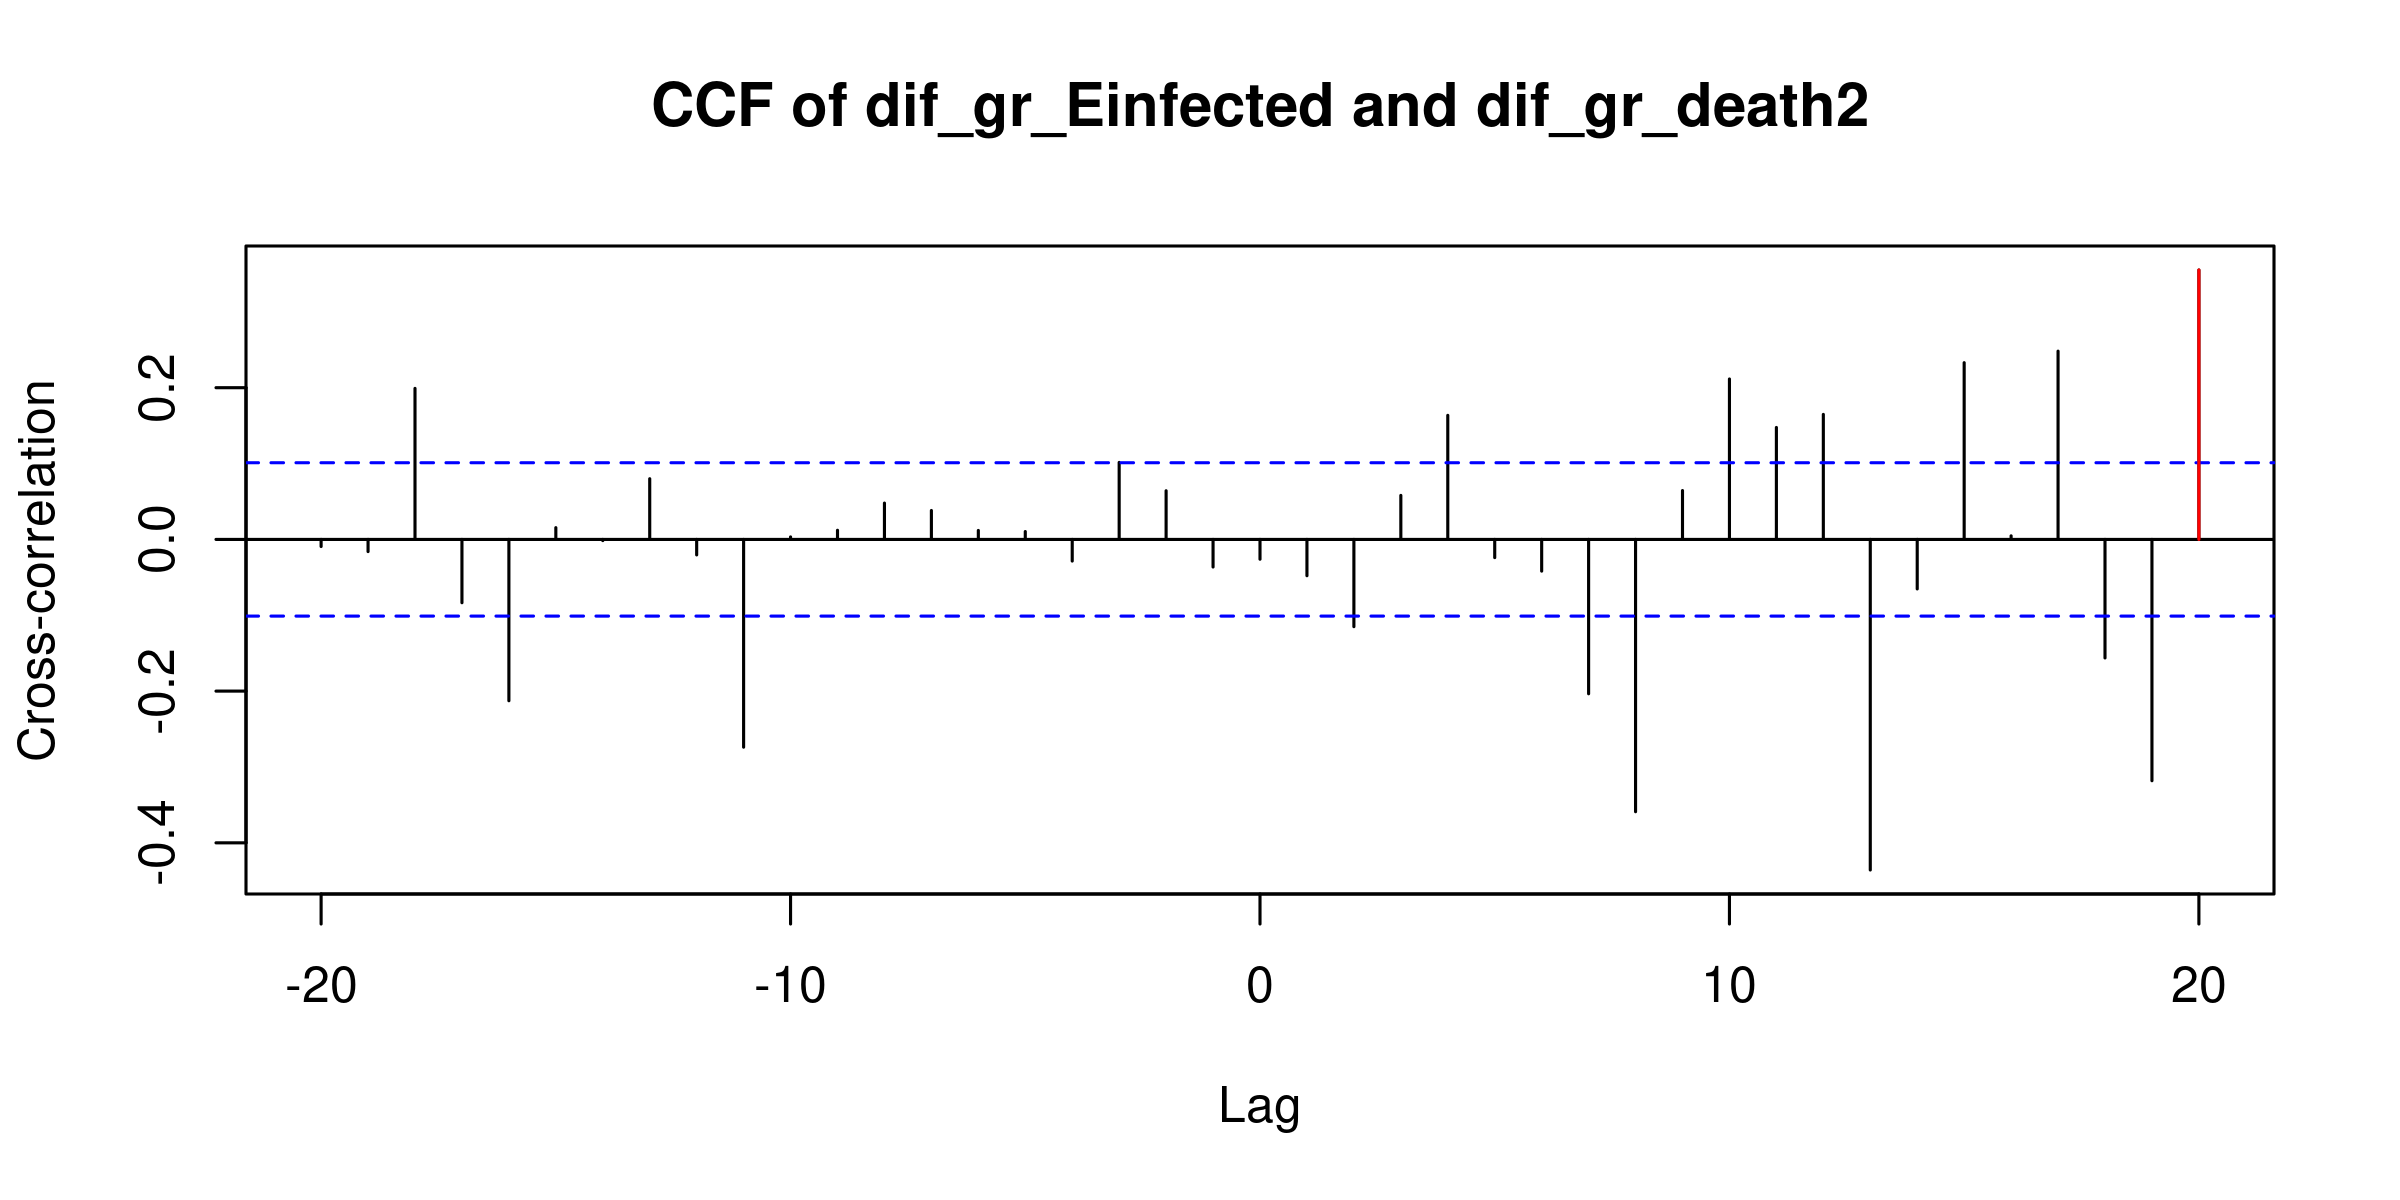 CCF of dif_gr_Einfected and dif_gr_death2
Cross-correlation
0.2
0.0
-0.2
-0.4
-20 -10 0 10 20
Lag